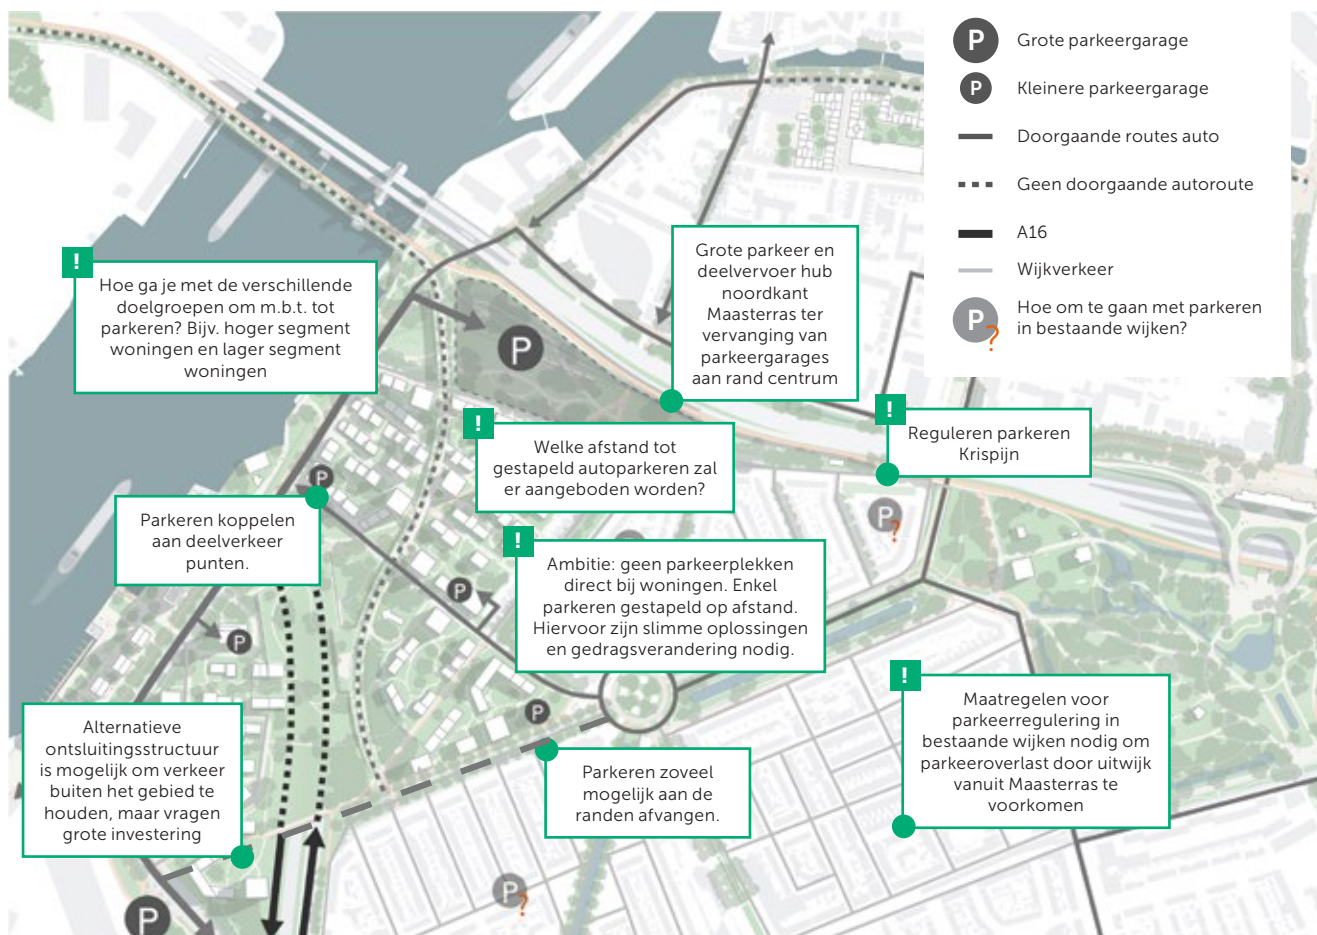 P
Grote parkeergarage
P
Kleinere parkeergarage
Doorgaande routes auto
Geen doorgaande autoroute
A16
Wijkverkeer
P?
Hoe om te gaan met parkeren
in bestaande wijken?
!
Hoe ga je met de verschillende
doelgroepen om m.b.t. tot
parkeren? Bijv. hoger segment
woningen en lager segment
woningen
Grote parkeer en
deelvervoer hub
noordkant
Maasterras ter
vervanging van
parkeergarages
aan rand centrum
P
!
Welke afstand tot
gestapeld autoparkeren zal
er aangeboden worden?
!
Reguleren parkeren
Krispijn
P
Parkeren koppelen
aan deelverkeer
punten.
P?
!
Ambitie: geen parkeerplekken
direct bij woningen. Enkel
parkeren gestapeld op afstand.
Hiervoor zijn slimme oplossingen
en gedragsverandering nodig.
P
P
P
!
Maatregelen voor
parkeerregulering in
bestaande wijken nodig om
parkeeroverlast door uitwijk
vanuit Maasterras te
voorkomen
Alternatieve
ontsluitingsstructuur
is mogelijk om verkeer
buiten het gebied te
houden, maar vragen
grote investering
Parkeren zoveel
mogelijk aan de
randen afvangen.
P?
P